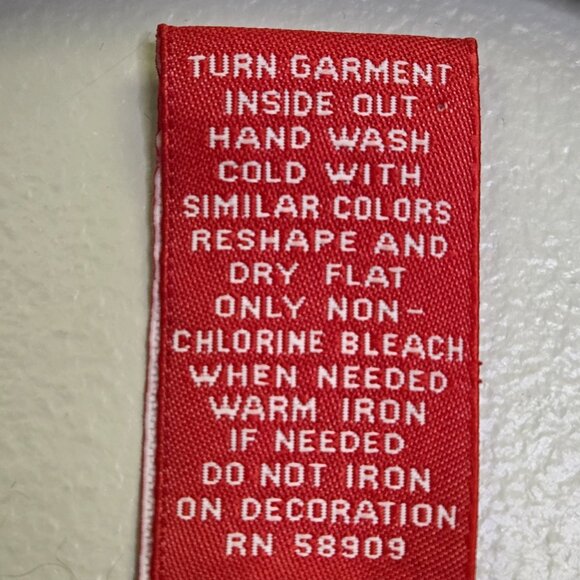 TURN GARMENT
INSIDE OUT
HAND WASH
COLD WITH
SIMILAR COLORS
RESHAPE AND
DRY FLAT
ONLY NON-
CHLORINE BLEACH
WHEN NEEDED
WARM IRON
IF NEEDED
DO NOT IRON
ON DECORATION
RN 58909